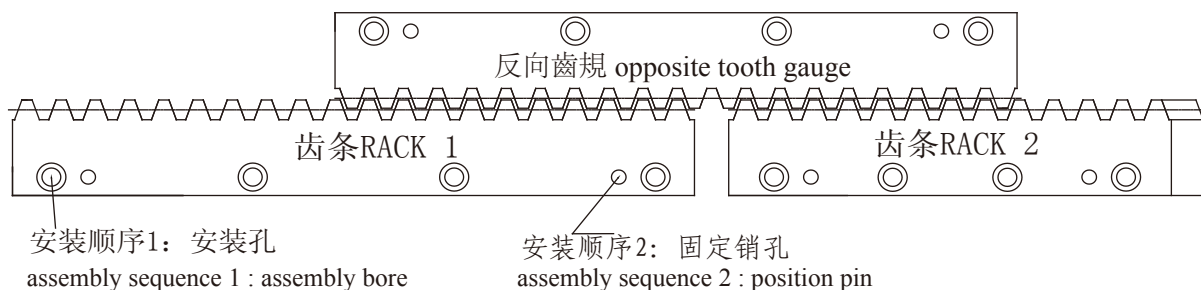 反向齒規 opposite tooth gauge
齿条RACK 1
齿条RACK 2
安装顺序1：安装孔
assembly sequence 1 : assembly bore
安装顺序2：固定销孔
assembly sequence 2 : position pin